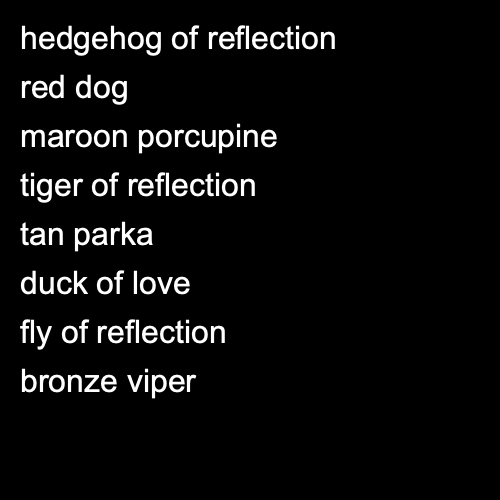 hedgehog of reflection
red dog
maroon porcupine
tiger of reflection
tan parka
duck of love
fly of reflection
bronze viper